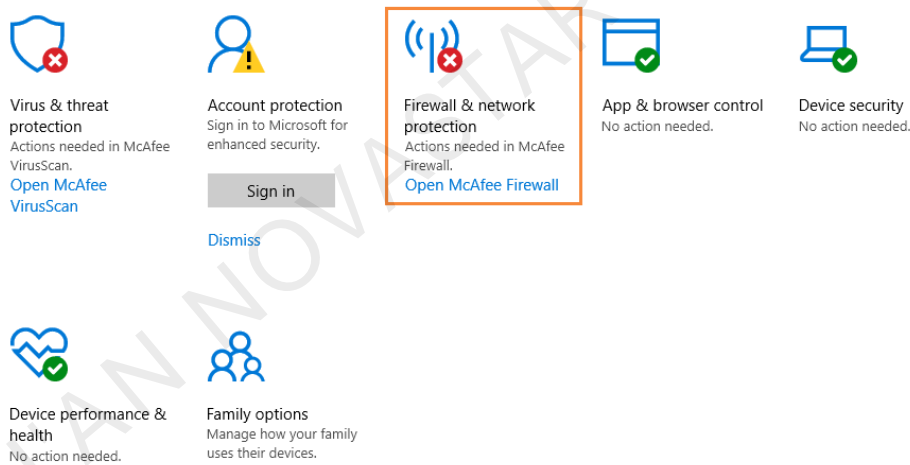 Virus & threat
protection
Actions needed in McAfee
VirusScan.
Open McAfee
VirusScan
Account protection
Sign in to Microsoft for
enhanced security.
Sign in
Dismiss
Firewall & network
protection
Actions needed in McAfee
Firewall.
Open McAfee Firewall
App & browser control
No action needed.
Device security
No action needed.
Device performance &
health
No action needed.
Family options
Manage how your family
uses their devices.